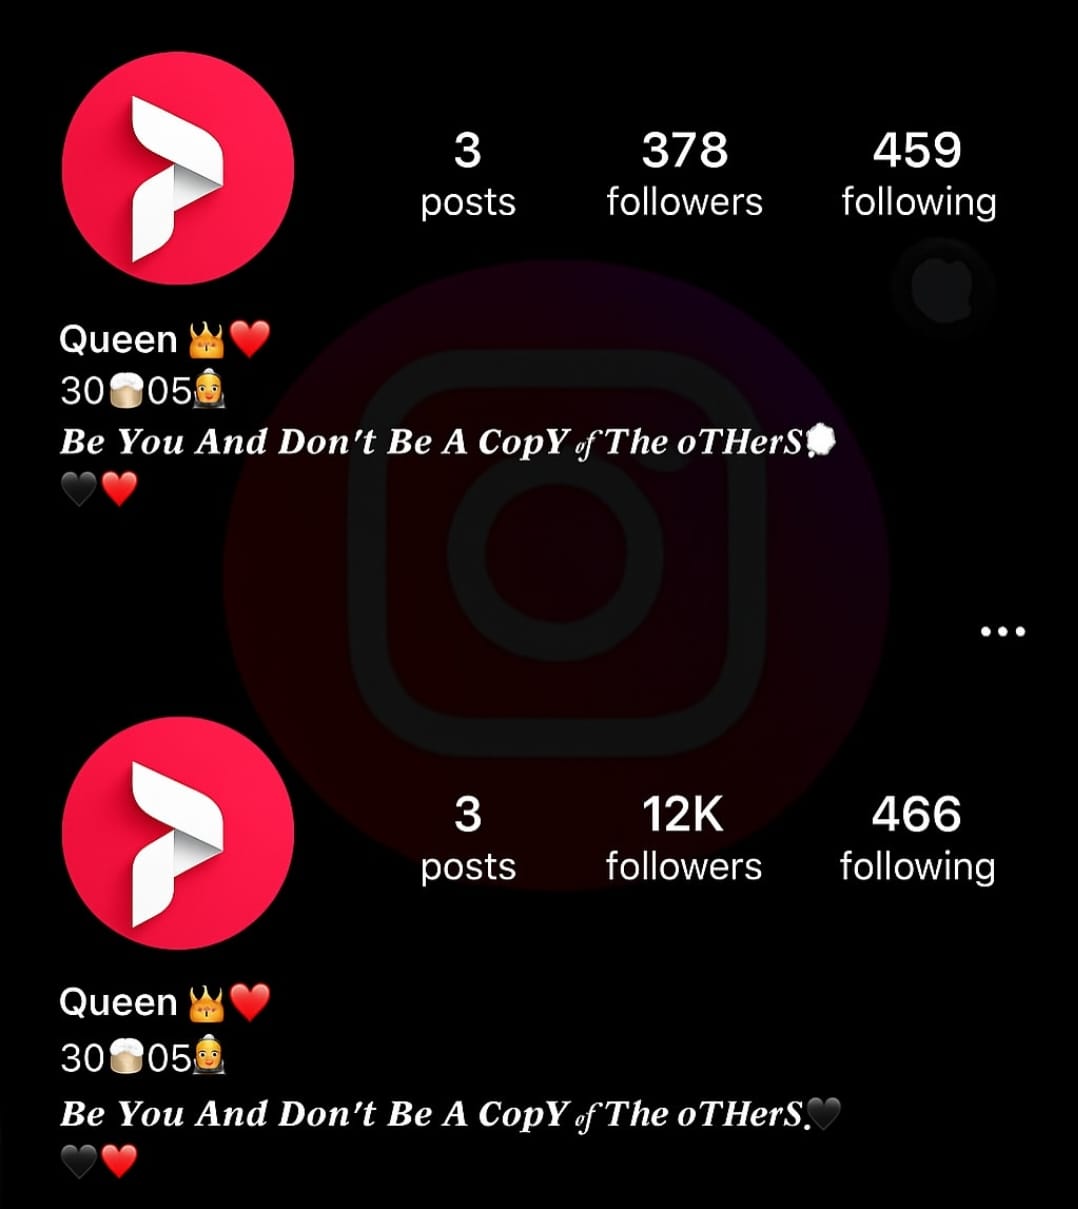 3 378 459
posts followers following
Queen 👑❤️
30🎂05👸
Be You And Don't Be A CopY of The oTHerS💭
🖤❤️
3 12K 466
posts followers following
Queen 👑❤️
30🎂05👸
Be You And Don't Be A CopY of The oTHerS.🖤
🖤❤️